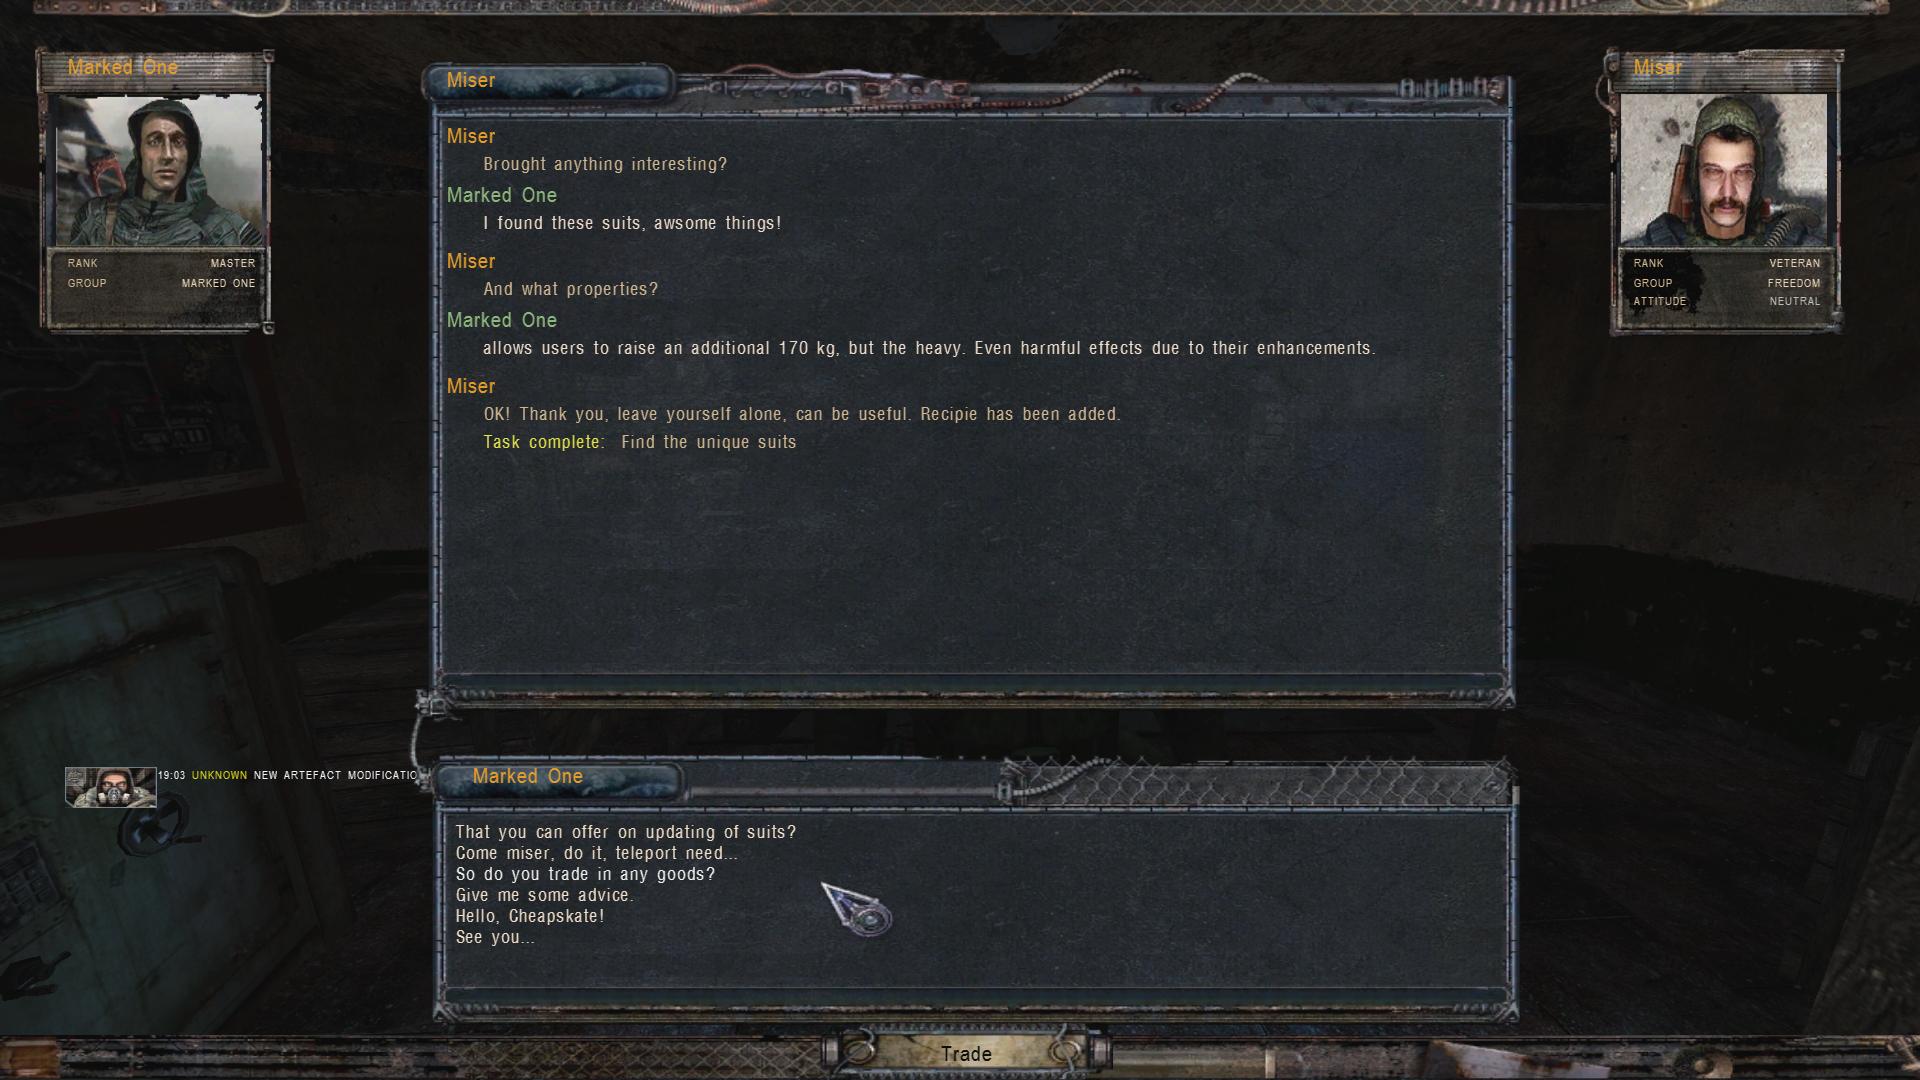 Marked One
RANK MASTER
GROUP MARKED ONE
Miser
Miser
Brought anything interesting?
Marked One
I found these suits, awsome things!
Miser
And what properties?
Marked One
allows users to raise an additional 170 kg, but the heavy. Even harmful effects due to their enhancements.
Miser
OK! Thank you, leave yourself alone, can be useful. Recipie has been added.
Task complete: Find the unique suits
Miser
RANK VETERAN
GROUP FREEDOM
ATTITUDE NEUTRAL
19:03 UNKNOWN NEW ARTEFACT MODIFICATIO
Marked One
That you can offer on updating of suits?
Come miser, do it, teleport need...
So do you trade in any goods?
Give me some advice.
Hello, Cheapskate!
See you...
Trade